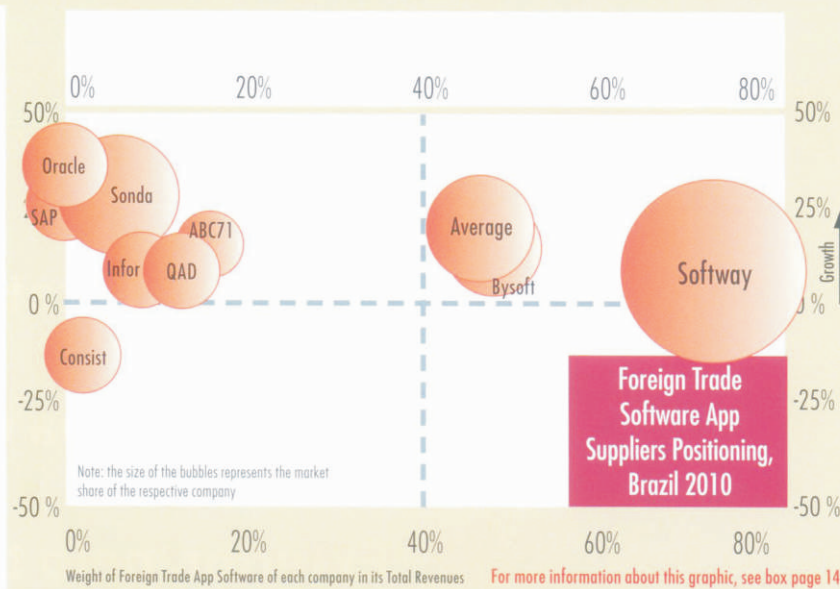 0% 20% 40% 60% 80%
50% 50%
Oracle
Sonda
SAP
25%
ABC71
Average
Infor
QAD
Bysoft
Softway
Growth
0 % 0 %
Consist
-25% -25%
Foreign Trade
Software App
Suppliers Positioning,
Brazil 2010
Note: the size of the bubbles represents the market
share of the respective company
-50 % -50 %
0% 20% 40% 60% 80%
Weight of Foreign Trade App Software of each company in its Total Revenues For more information about this graphic, see box page 14